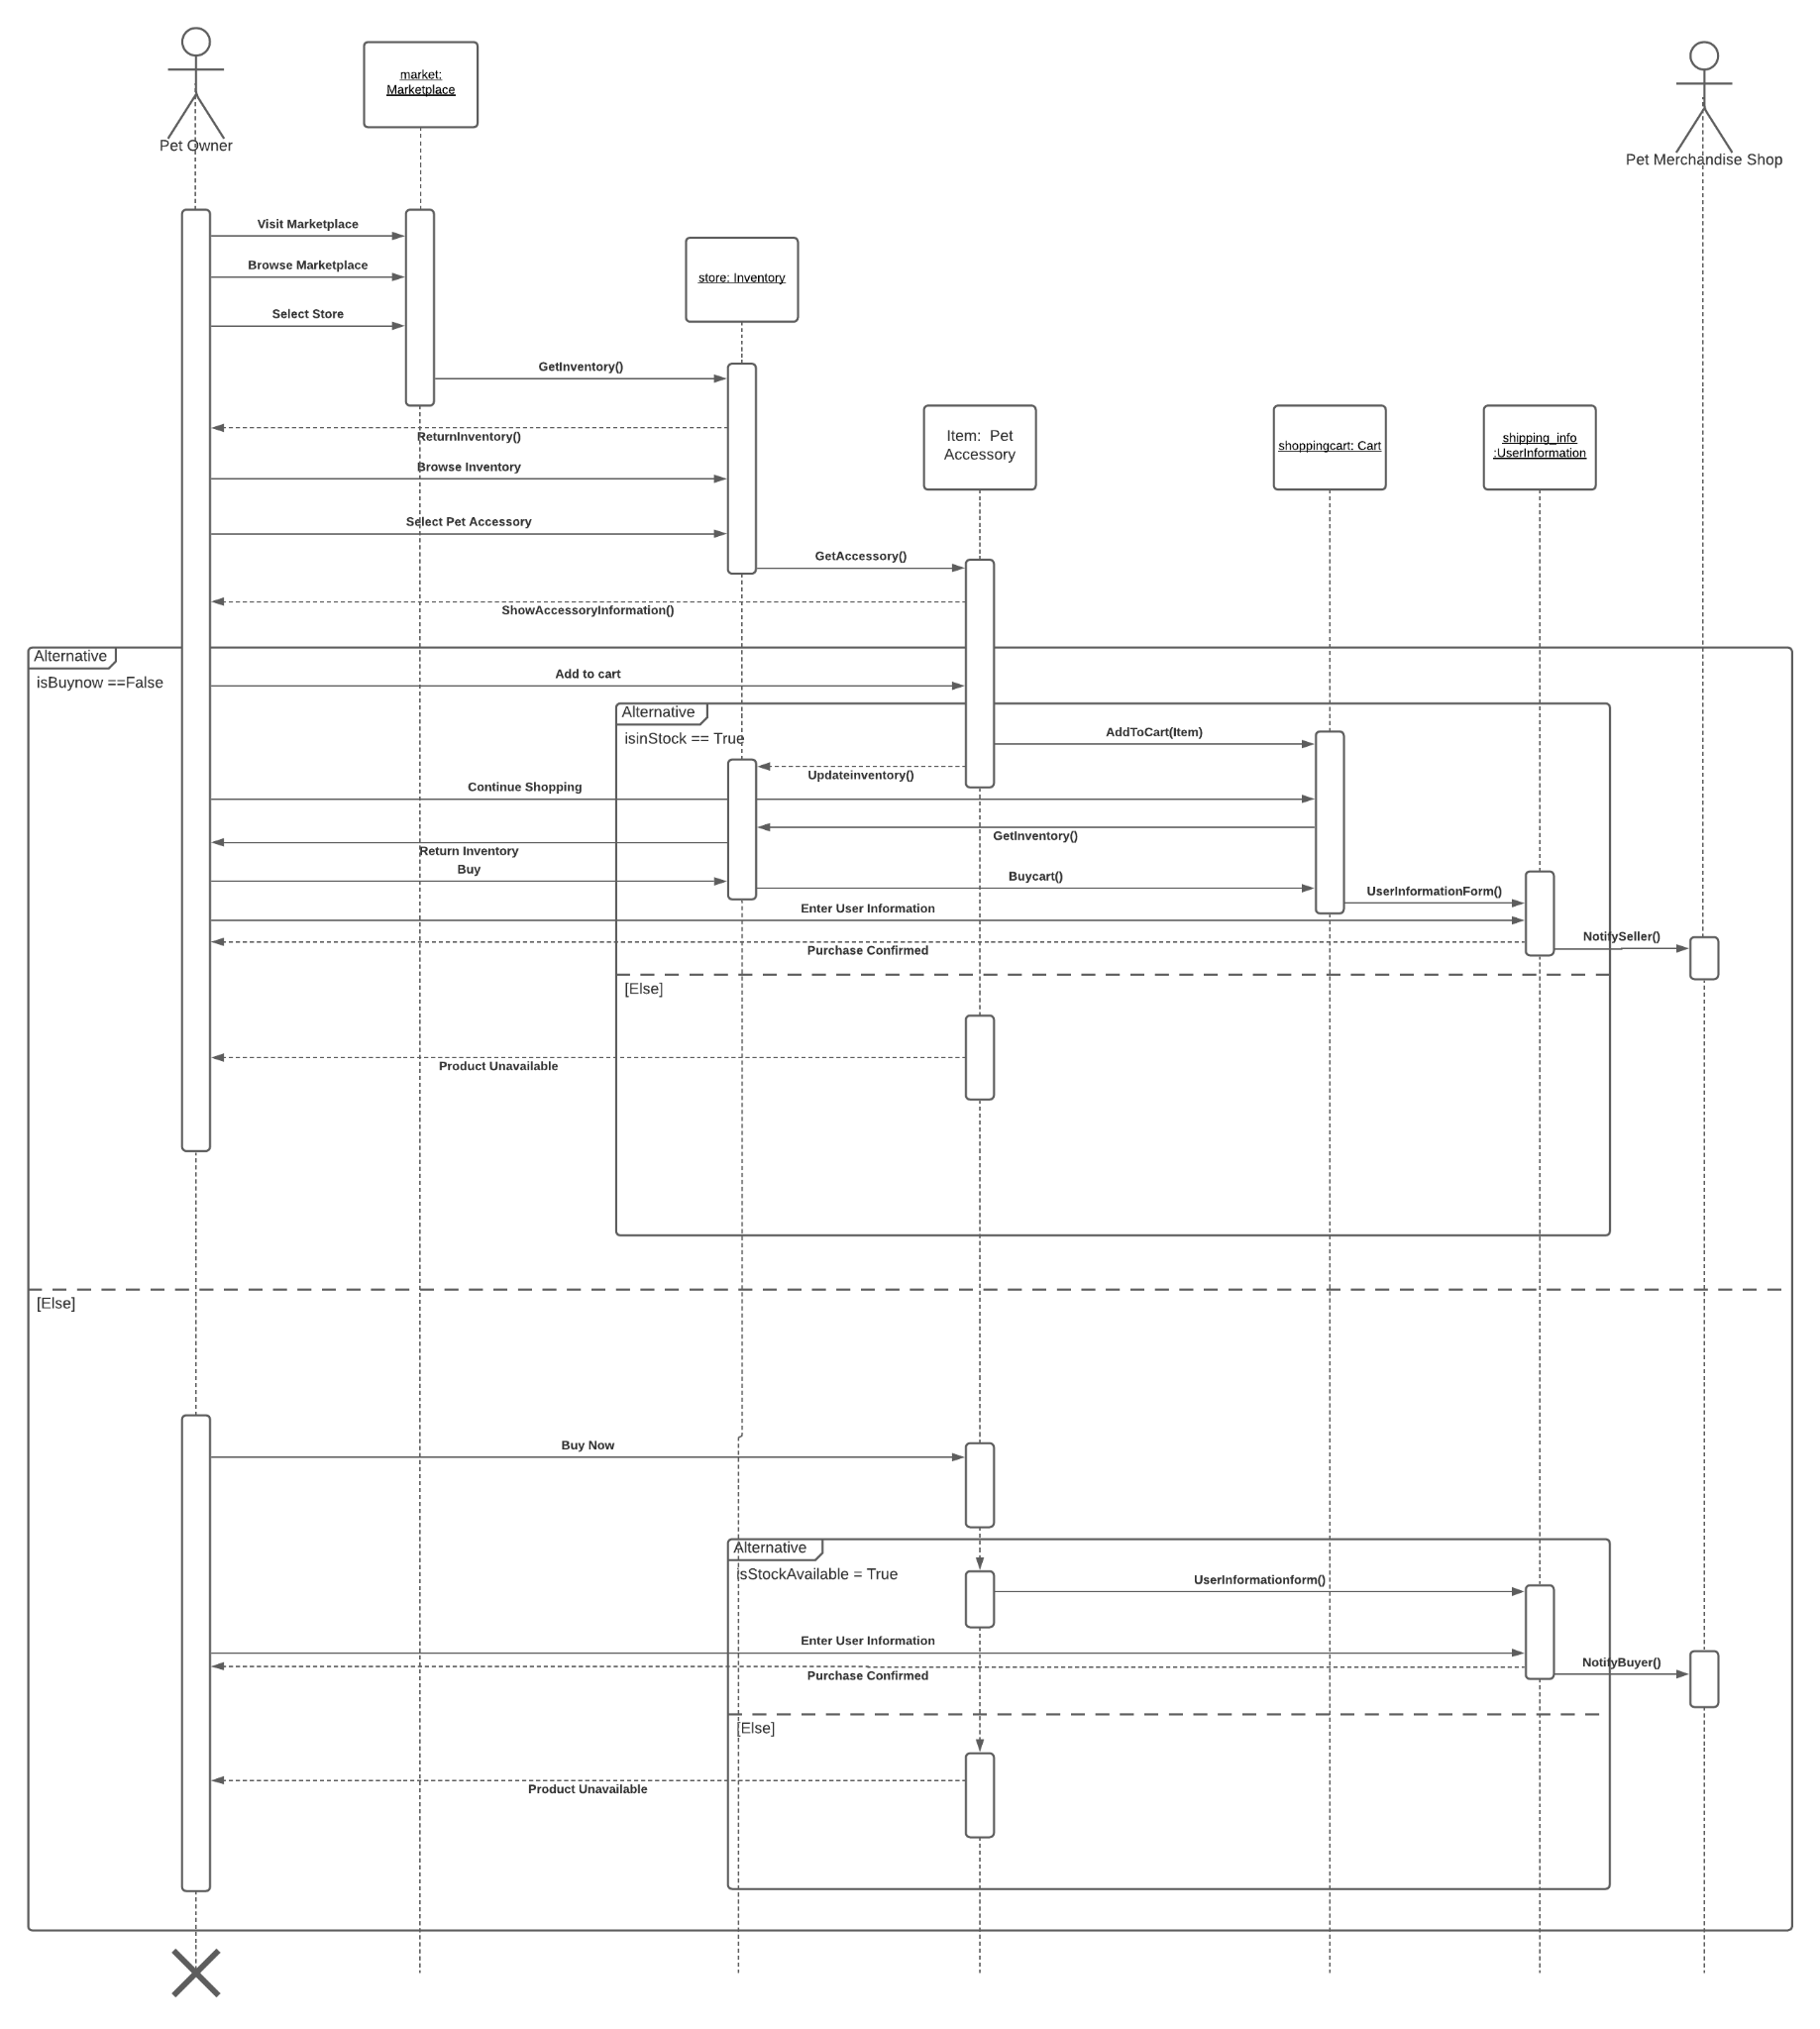 market:
Marketplace
Pet Owner
Pet Merchandise Shop
Visit Marketplace
Browse Marketplace
store: Inventory
Select Store
GetInventory()
ReturnInventory()
Item:  Pet
Accessory
shoppingcart: Cart
shipping_info
:UserInformation
Browse Inventory
Select Pet Accessory
GetAccessory()
ShowAccessoryInformation()
Alternative
isBuynow ==False
Add to cart
Alternative
isinStock == True
AddToCart(Item)
Updateinventory()
Continue Shopping
GetInventory()
Return Inventory
Buy
Buycart()
UserInformationForm()
Enter User Information
NotifySeller()
Purchase Confirmed
[Else]
Product Unavailable
[Else]
Buy Now
Alternative
isStockAvailable = True
UserInformationform()
Enter User Information
NotifyBuyer()
Purchase Confirmed
[Else]
Product Unavailable